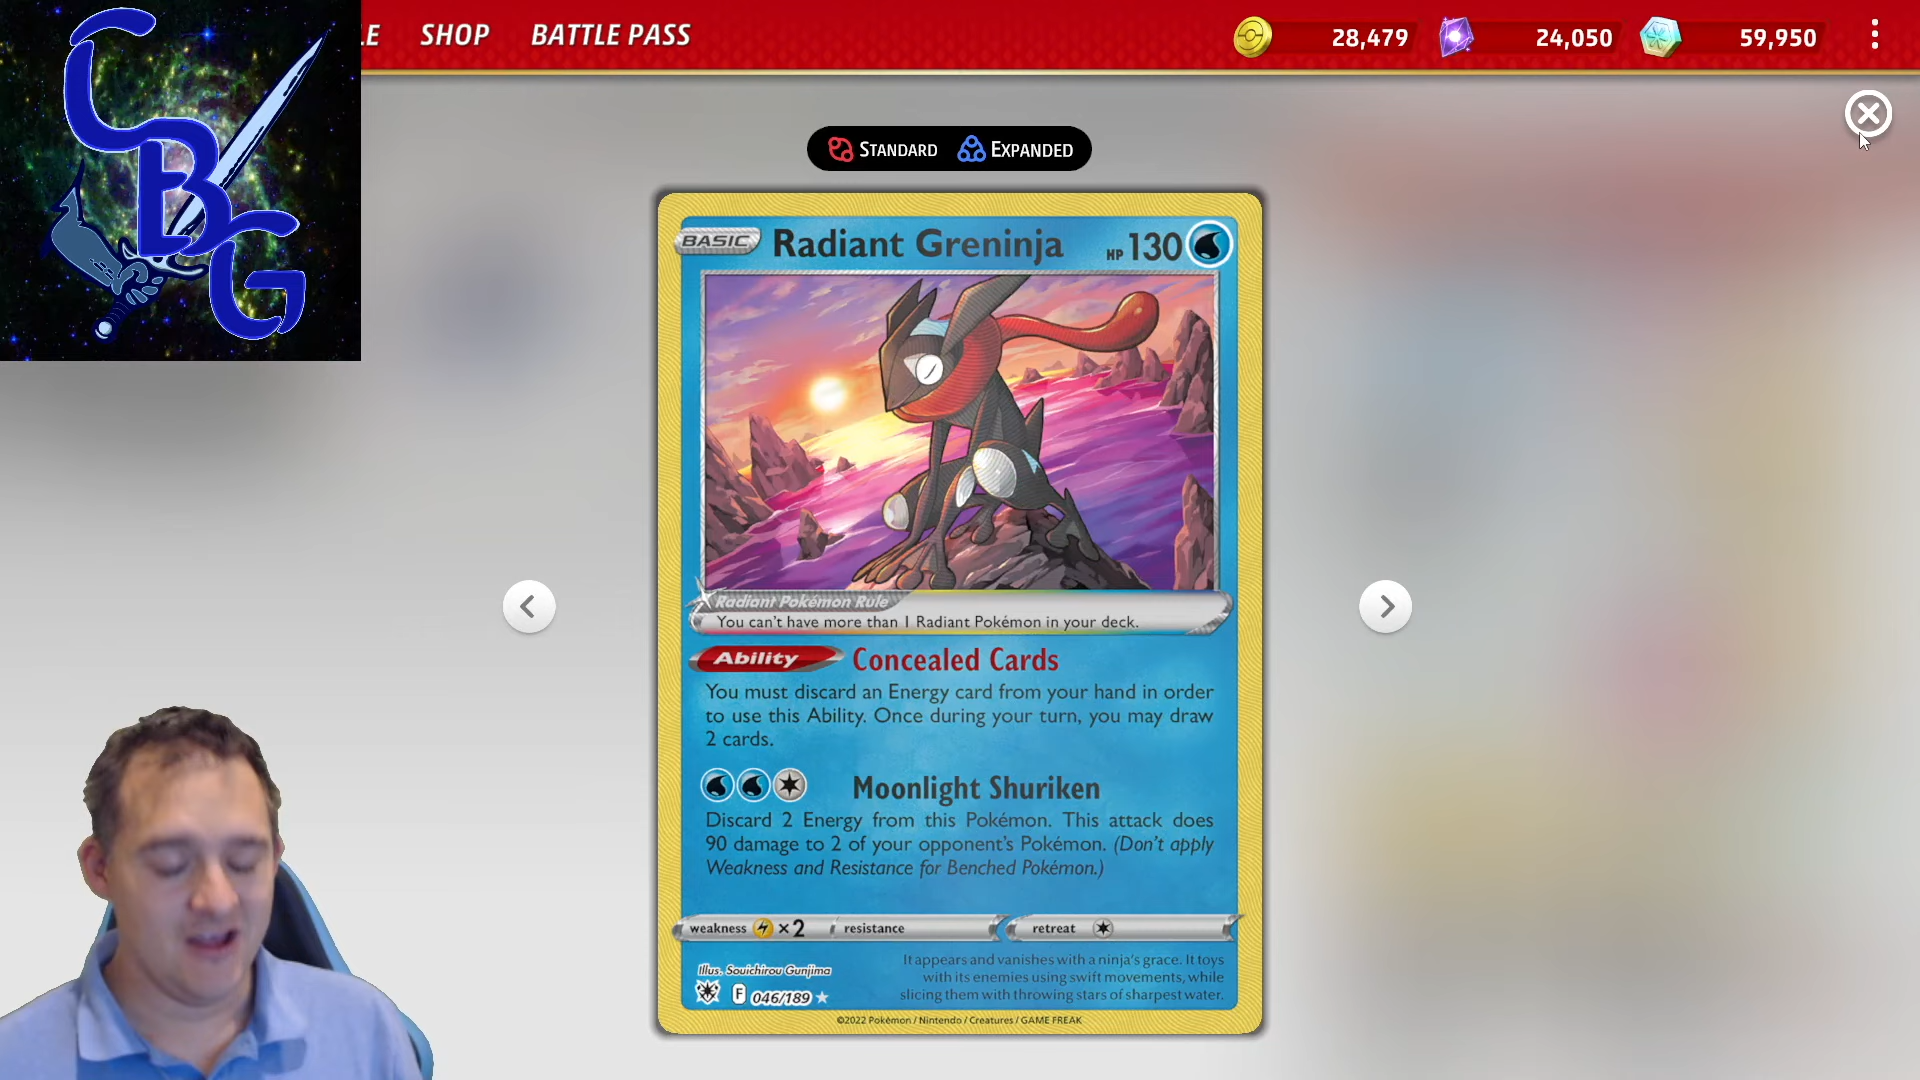 CBG
LE SHOP BATTLE PASS 28,479 24,050 59,950
STANDARD EXPANDED
BASIC Radiant Greninja HP 130
Radiant Pokémon Rule
You can't have more than 1 Radiant Pokémon in your deck.
Ability Concealed Cards
You must discard an Energy card from your hand in order
to use this Ability. Once during your turn, you may draw
2 cards.
Moonlight Shuriken
Discard 2 Energy from this Pokémon. This attack does
90 damage to 2 of your opponent's Pokémon. (Don't apply
Weakness and Resistance for Benched Pokémon.)
weakness ×2 resistance retreat
Illus. Souichirou Gunjima
F 046/189
It appears and vanishes with a ninja's grace. It toys
with its enemies using swift movements, while
slicing them with throwing stars of sharpest water.
©2022 Pokémon / Nintendo / Creatures / GAME FREAK